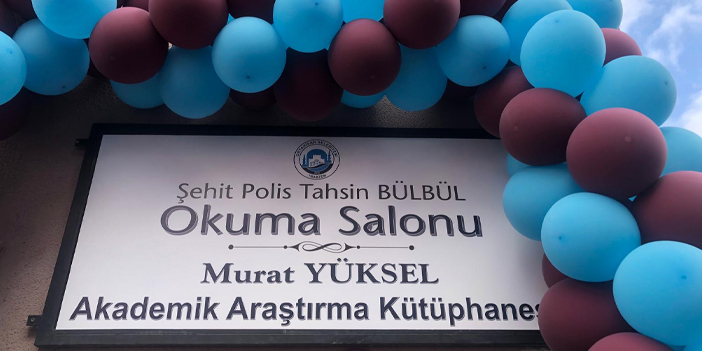 Şehit Polis Tahsin BÜLBÜL
Okuma Salonu
Murat YÜKSEL
Akademik Araştırma Kütüphanes